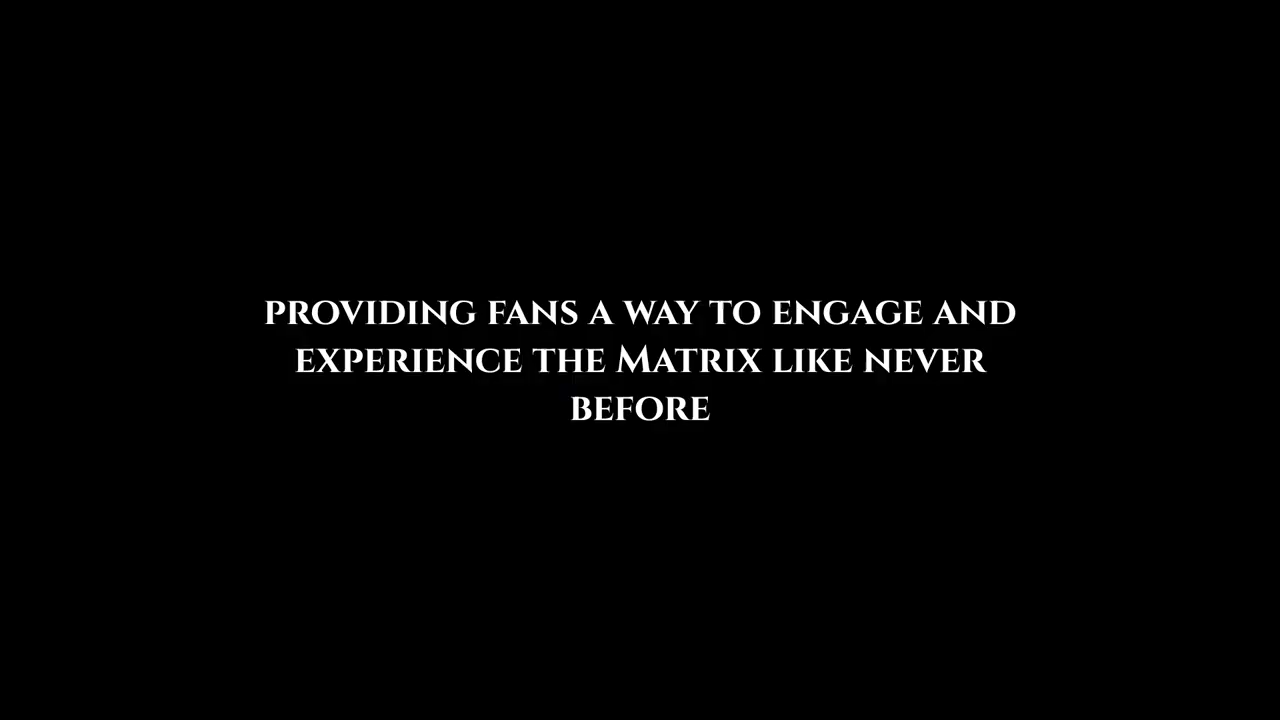 providing fans a way to engage and
experience the Matrix like never
before